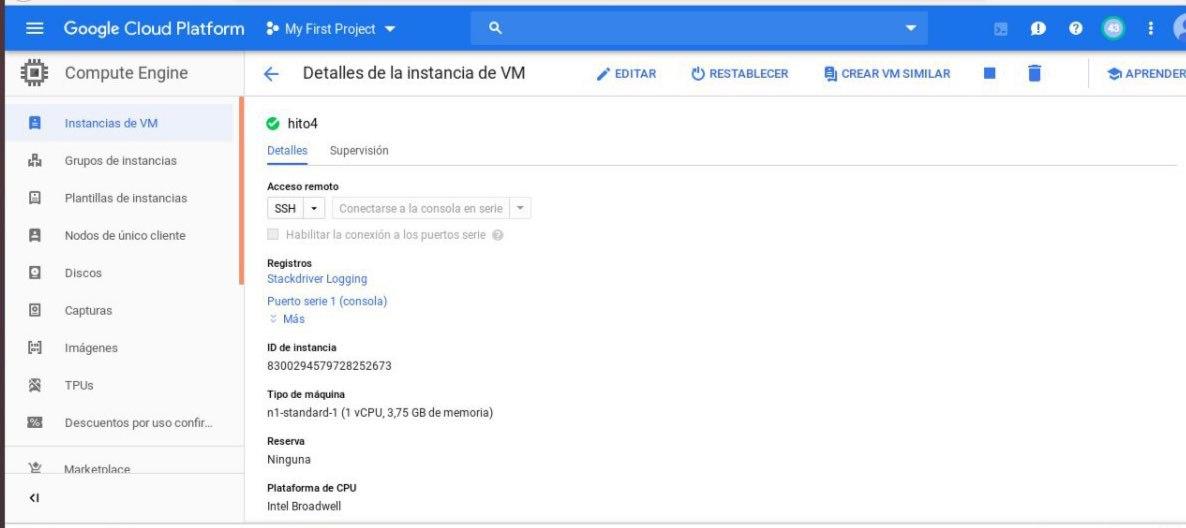 Google Cloud Platform
My First Project
43
Compute Engine
Detalles de la instancia de VM
EDITAR
RESTABLECER
CREAR VM SIMILAR
APRENDER
Instancias de VM
Grupos de instancias
Plantillas de instancias
Nodos de único cliente
Discos
Capturas
Imágenes
TPUs
Descuentos por uso confir...
Marketplace
hito4
Detalles
Supervisión
Acceso remoto
SSH
Conectarse a la consola en serie
Habilitar la conexión a los puertos serie
Registros
Stackdriver Logging
Puerto serie 1 (consola)
Más
ID de instancia
8300294579728252673
Tipo de máquina
n1-standard-1 (1 vCPU, 3,75 GB de memoria)
Reserva
Ninguna
Plataforma de CPU
Intel Broadwell